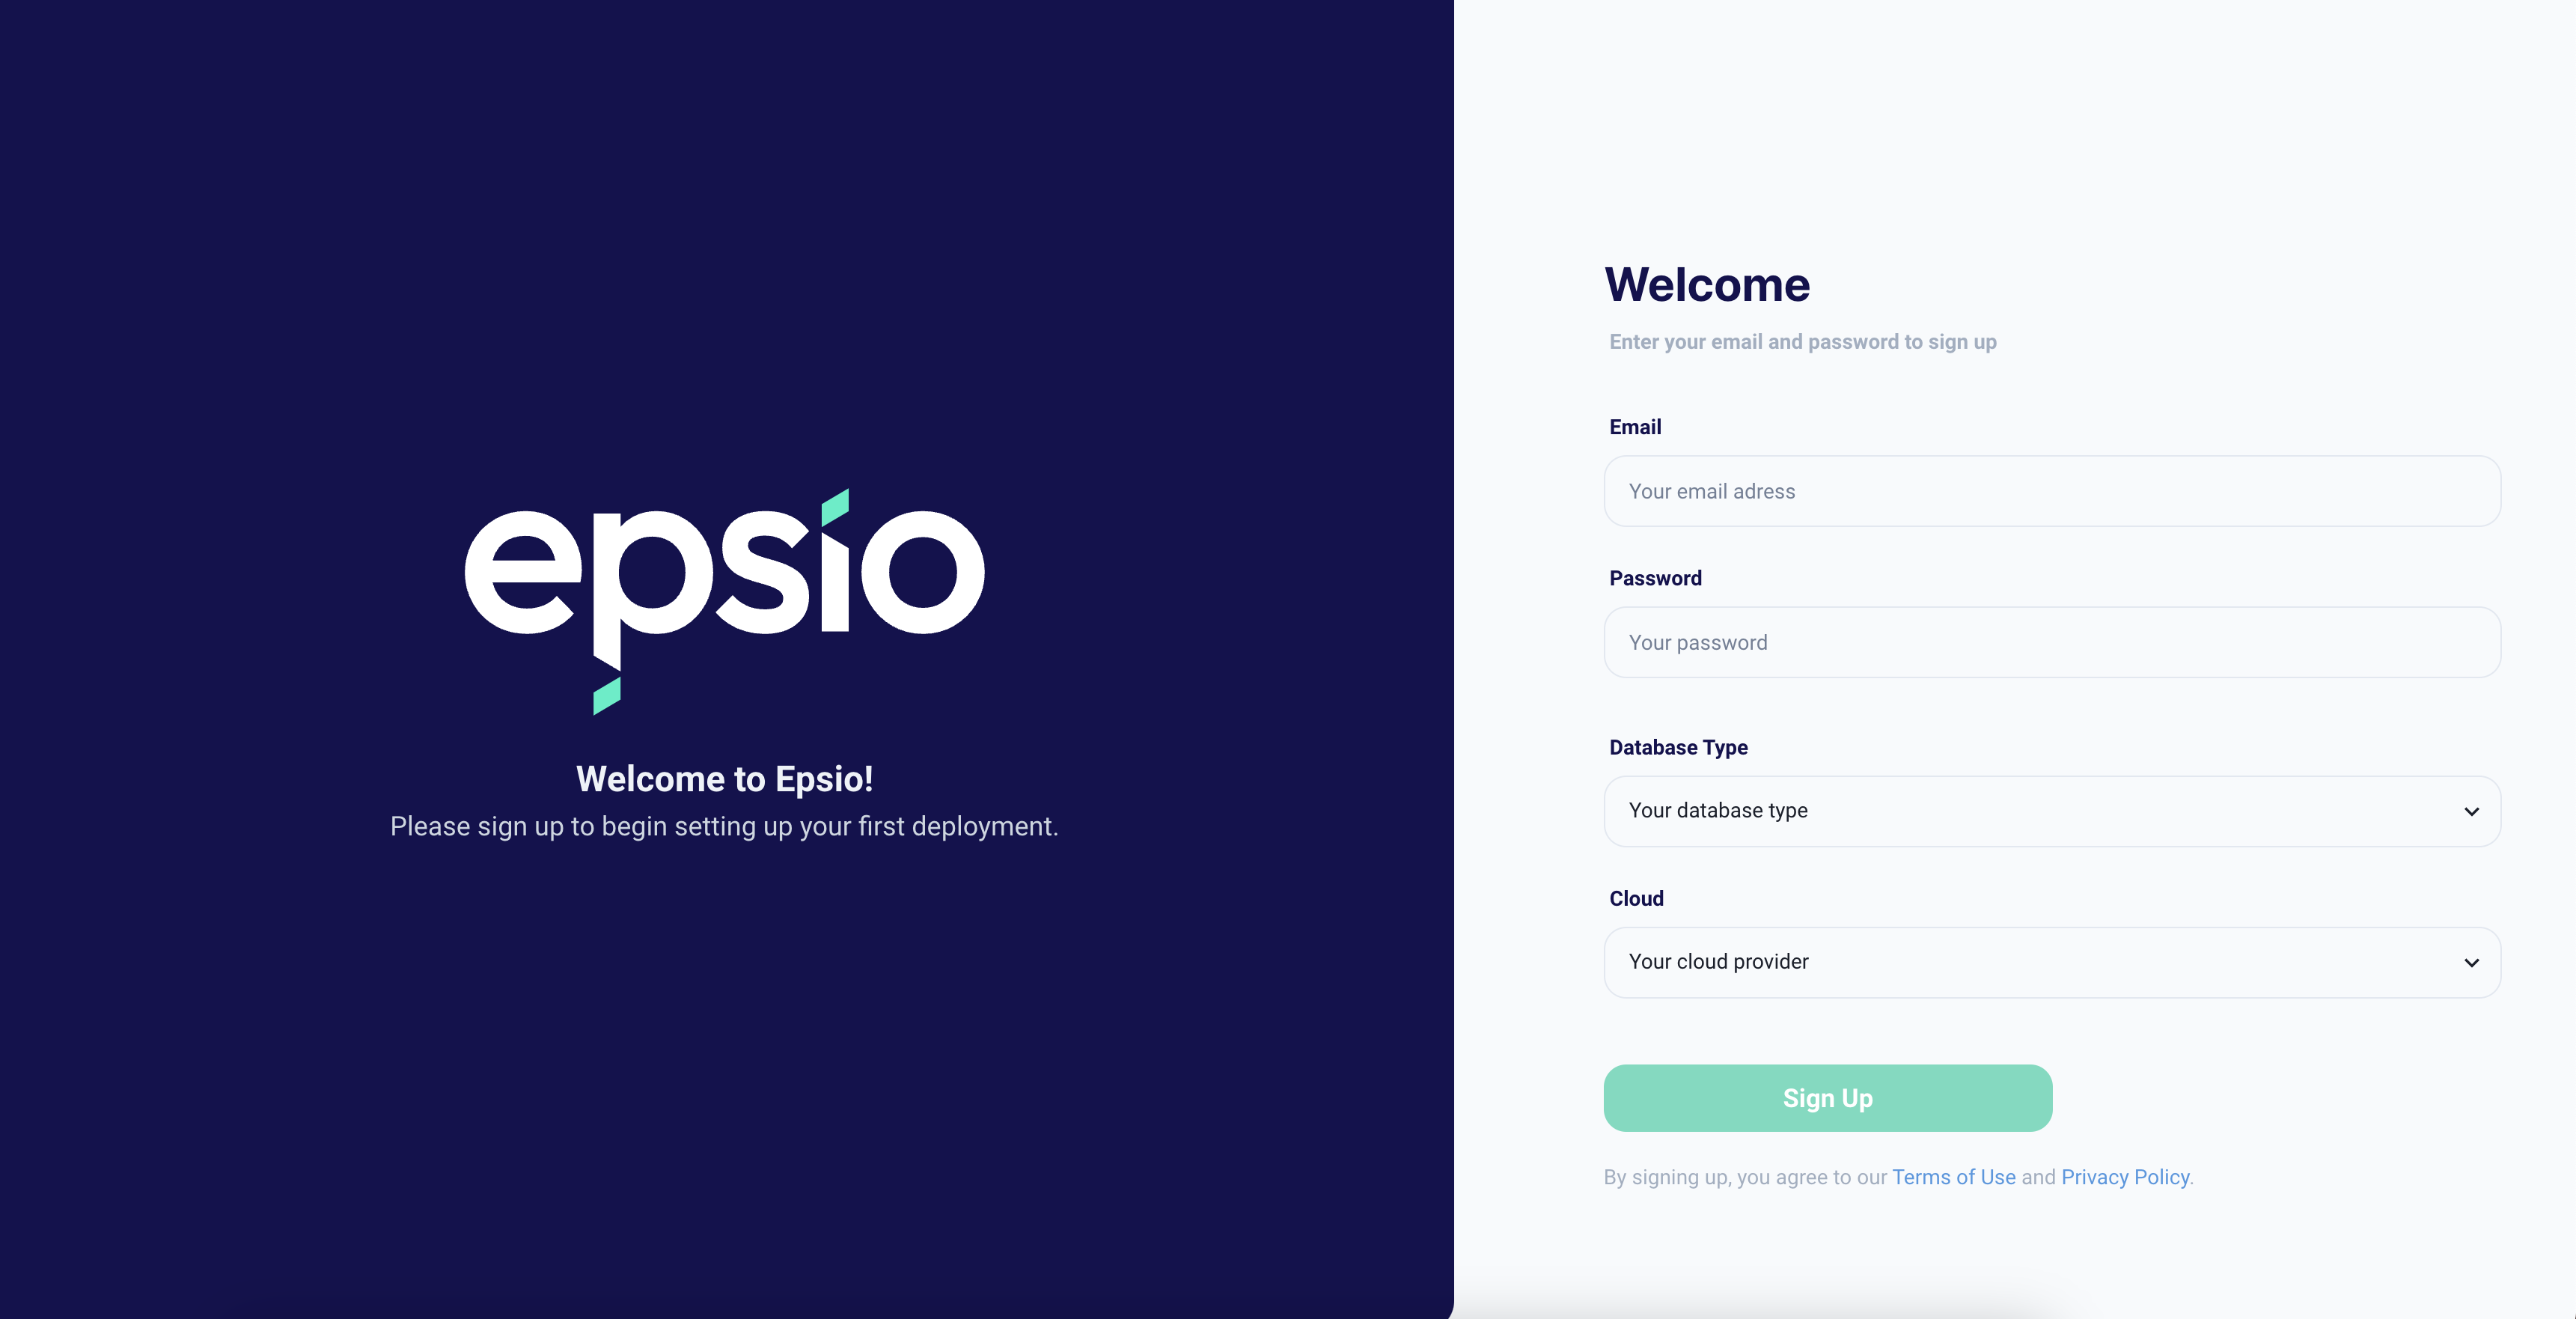 epsio
Welcome to Epsio!
Please sign up to begin setting up your first deployment.
Welcome
Enter your email and password to sign up
Email
Your email adress
Password
Your password
Database Type
Your database type
Cloud
Your cloud provider
Sign Up
By signing up, you agree to our Terms of Use and Privacy Policy.